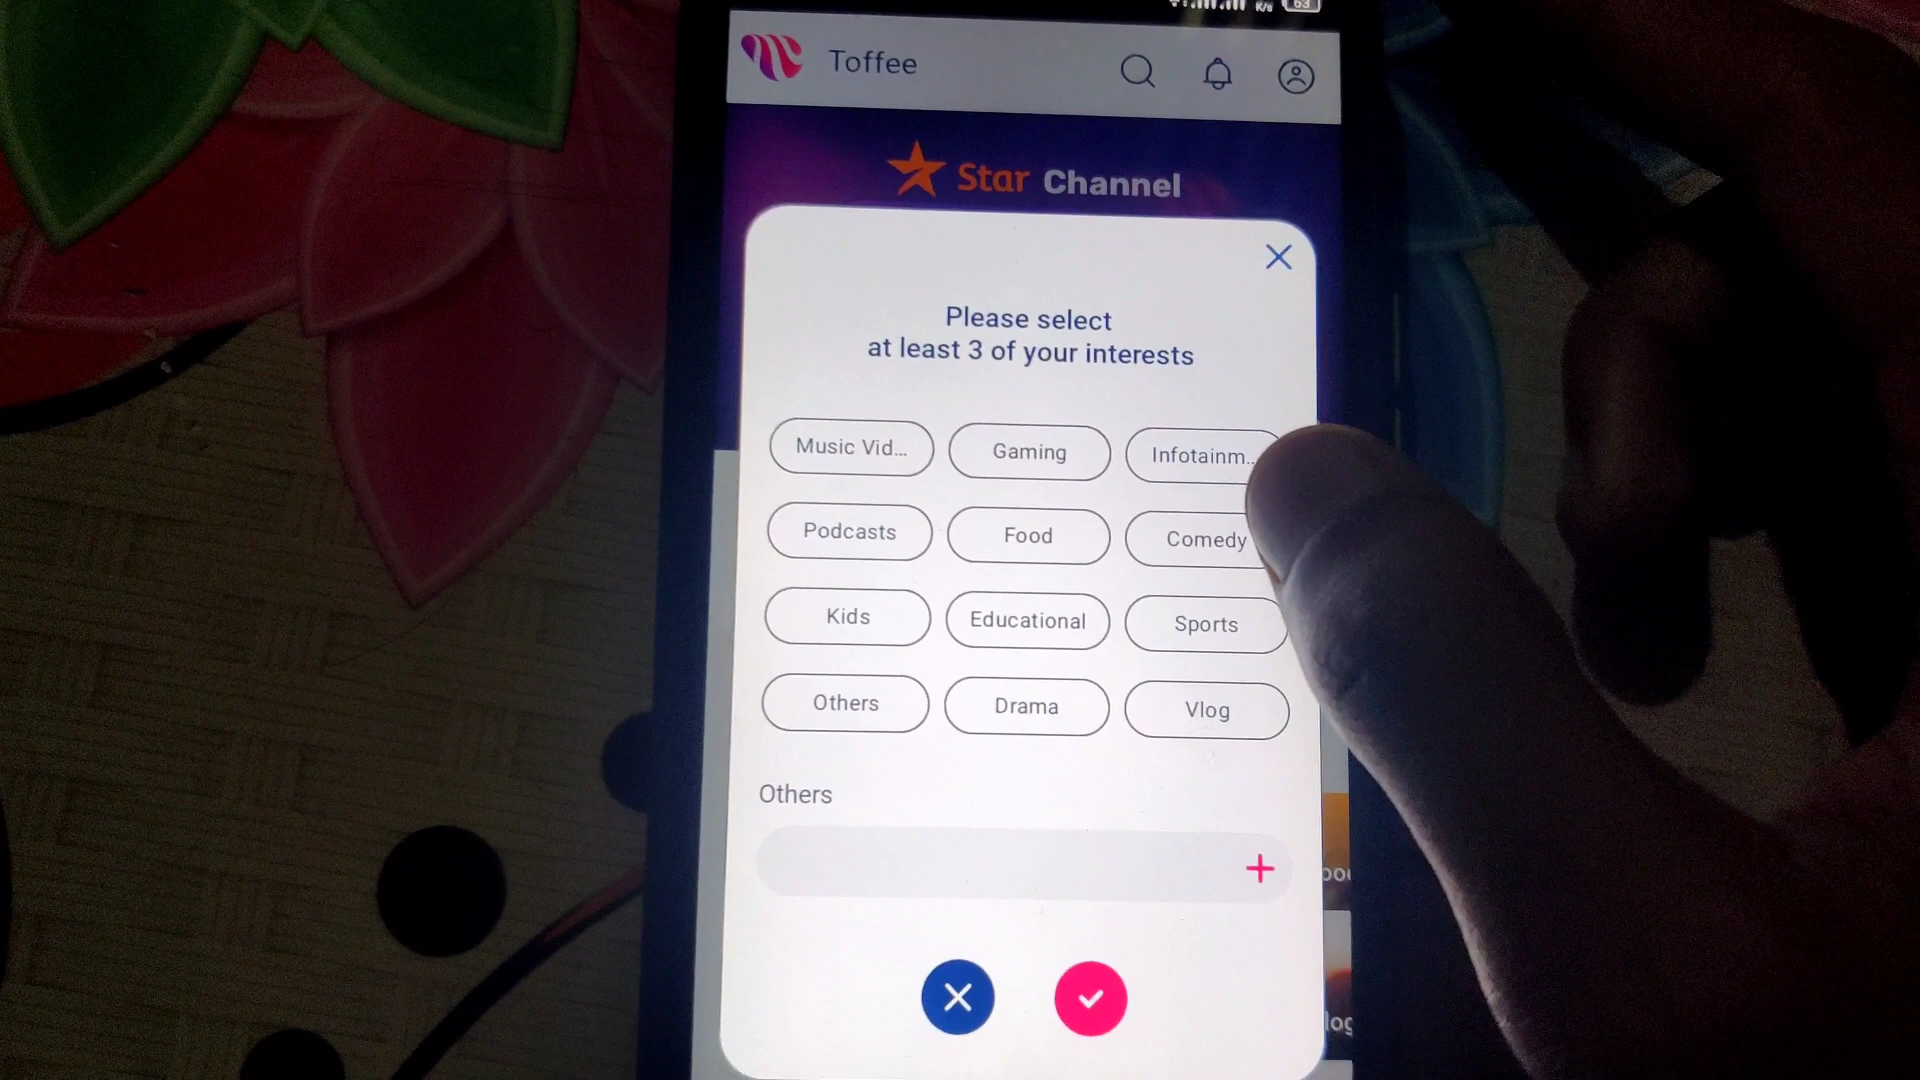 K/s 63
Toffee
Star Channel
Please select
at least 3 of your interests
Music Vid...
Gaming
Infotainm...
Podcasts
Food
Comedy
Kids
Educational
Sports
Others
Drama
Vlog
Others